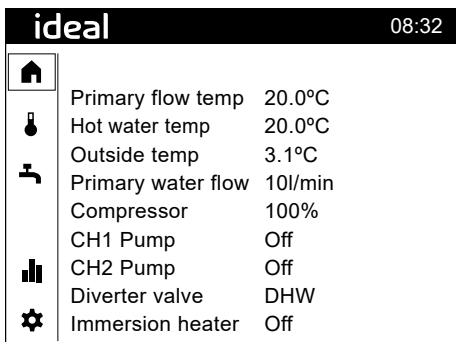 ideal 08:32
Primary flow temp 20.0ºC
Hot water temp 20.0ºC
Outside temp 3.1ºC
Primary water flow 10l/min
Compressor 100%
CH1 Pump Off
CH2 Pump Off
Diverter valve DHW
Immersion heater Off